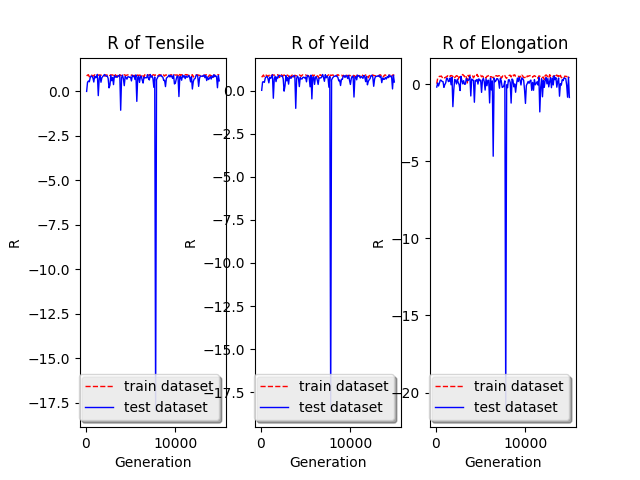 R of Tensile
0.0
−2.5
−5.0
−7.5
−10.0
−12.5
−15.0
−17.5
R
train dataset
test dataset
0
10000
Generation
R of Yeild
0.0
−2.5
−5.0
−7.5
−10.0
−12.5
−15.0
−17.5
R
train dataset
test dataset
0
10000
Generation
R of Elongation
0
−5
−10
−15
−20
R
train dataset
test dataset
0
10000
Generation